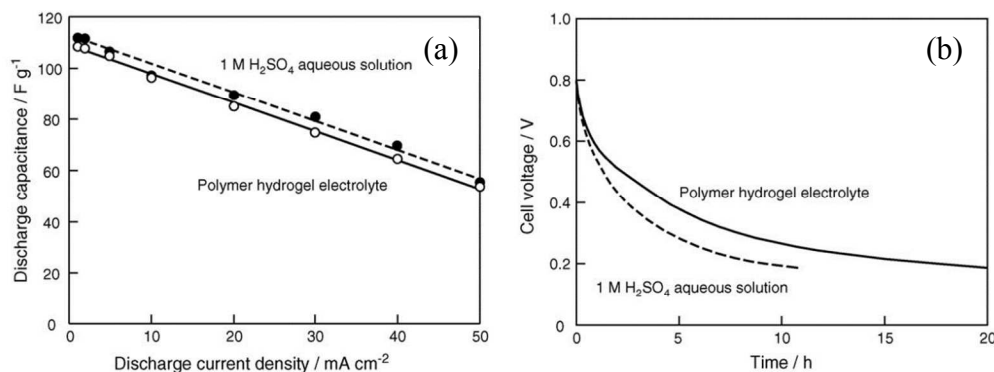 (a)
Discharge capacitance / F g⁻¹
120
100
80
60
40
20
0
1 M H₂SO₄ aqueous solution
Polymer hydrogel electrolyte
0 10 20 30 40 50
Discharge current density / mA cm⁻²
(b)
Cell voltage / V
1.0
0.8
0.6
0.4
0.2
0
Polymer hydrogel electrolyte
1 M H₂SO₄ aqueous solution
0 5 10 15 20
Time / h